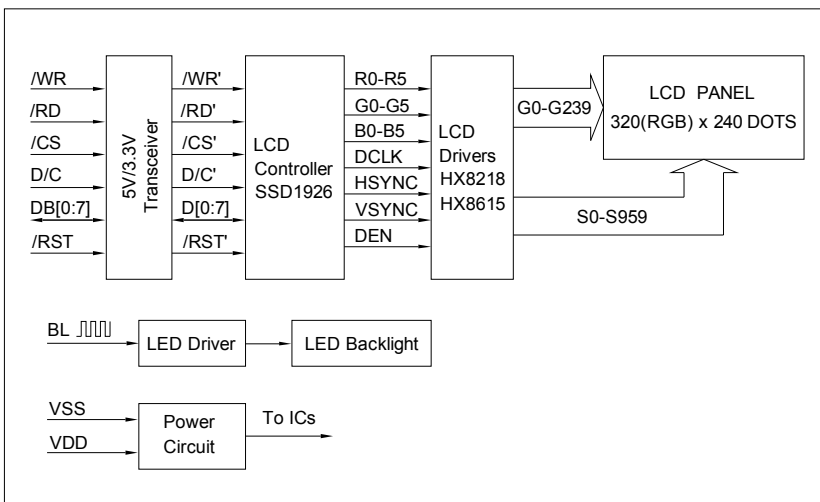 /WR
/RD
/CS
D/C
DB[0:7]
/RST
5V/3.3V
Transceiver
/WR'
/RD'
/CS'
D/C'
D[0:7]
/RST'
LCD
Controller
SSD1926
R0-R5
G0-G5
B0-B5
DCLK
HSYNC
VSYNC
DEN
LCD
Drivers
HX8218
HX8615
G0-G239
S0-S959
LCD PANEL
320(RGB) x 240 DOTS
BL
LED Driver
LED Backlight
VSS
VDD
Power
Circuit
To ICs